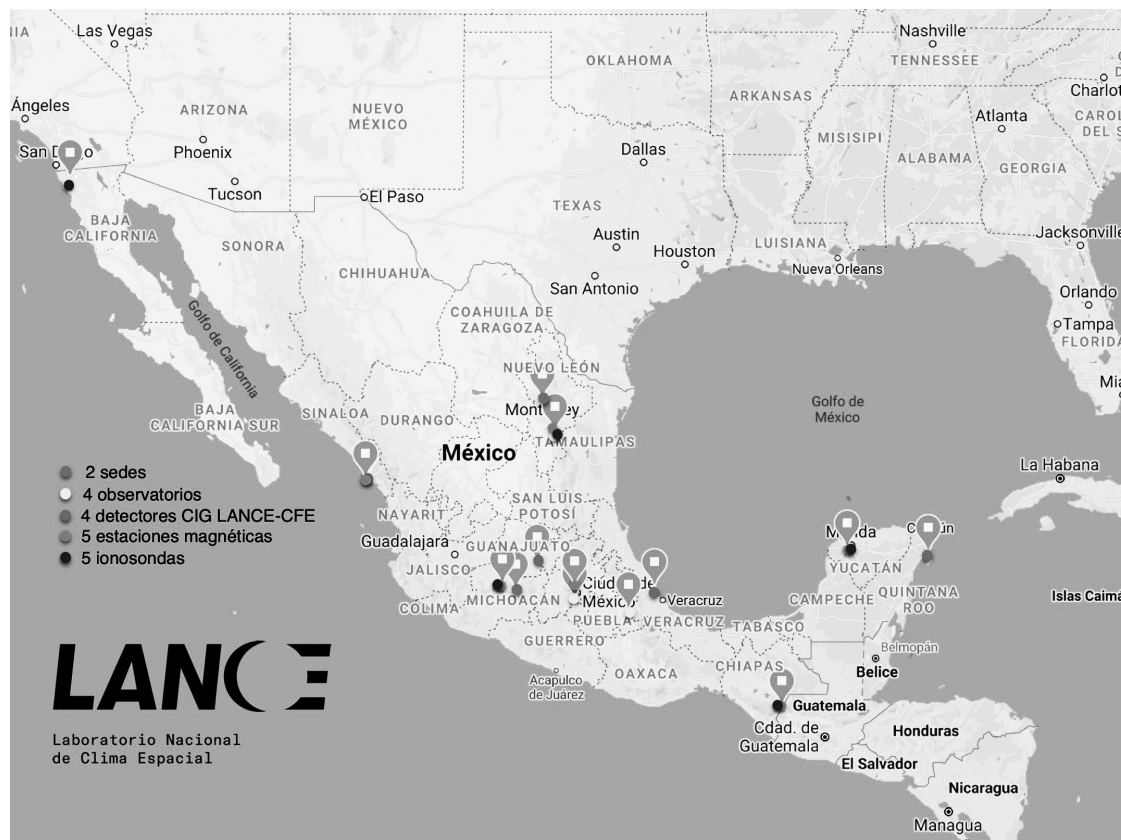 Las Vegas
Nashville
TENNESSEE
OKLAHOMA
ARIZONA
NUEVO
MÉXICO
ARKANSAS
Ángeles
Atlanta
MISISIPI
ALABAMA
GEORGIA
Phoenix
Dallas
Tucson
El Paso
TEXAS
BAJA
CALIFORNIA
SONORA
Austin
Houston
LUISIANA
Jacksonville
CHIHUAHUA
Nueva Orleans
San Antonio
Orlando
COAHUILA DE
ZARAGOZA
Golfo de California
Tampa
FLORIDA
NUEVO LEÓN
Golfo de
México
BAJA
CALIFORNIA SUR
SINALOA
DURANGO
TAMAULIPAS
México
2 sedes
4 observatorios
4 detectores CIG LANCE-CFE
5 estaciones magnéticas
5 ionosondas
La Habana
SAN LUIS
POTOSÍ
NAYARIT
Guadalajara
GUANAJUATO
JALISCO
YUCATÁN
COLIMA
MICHOACÁN
Ciudad de
México
Veracruz
CAMPECHE
QUINTANA
ROO
PUEBLA
VERACRUZ
TABASCO
GUERRERO
OAXACA
CHIAPAS
Belmopán
Belice
Acapulco
de Juárez
Guatemala
Cdad. de
Guatemala
Honduras
El Salvador
Nicaragua
Managua
LANCE
Laboratorio Nacional
de Clima Espacial